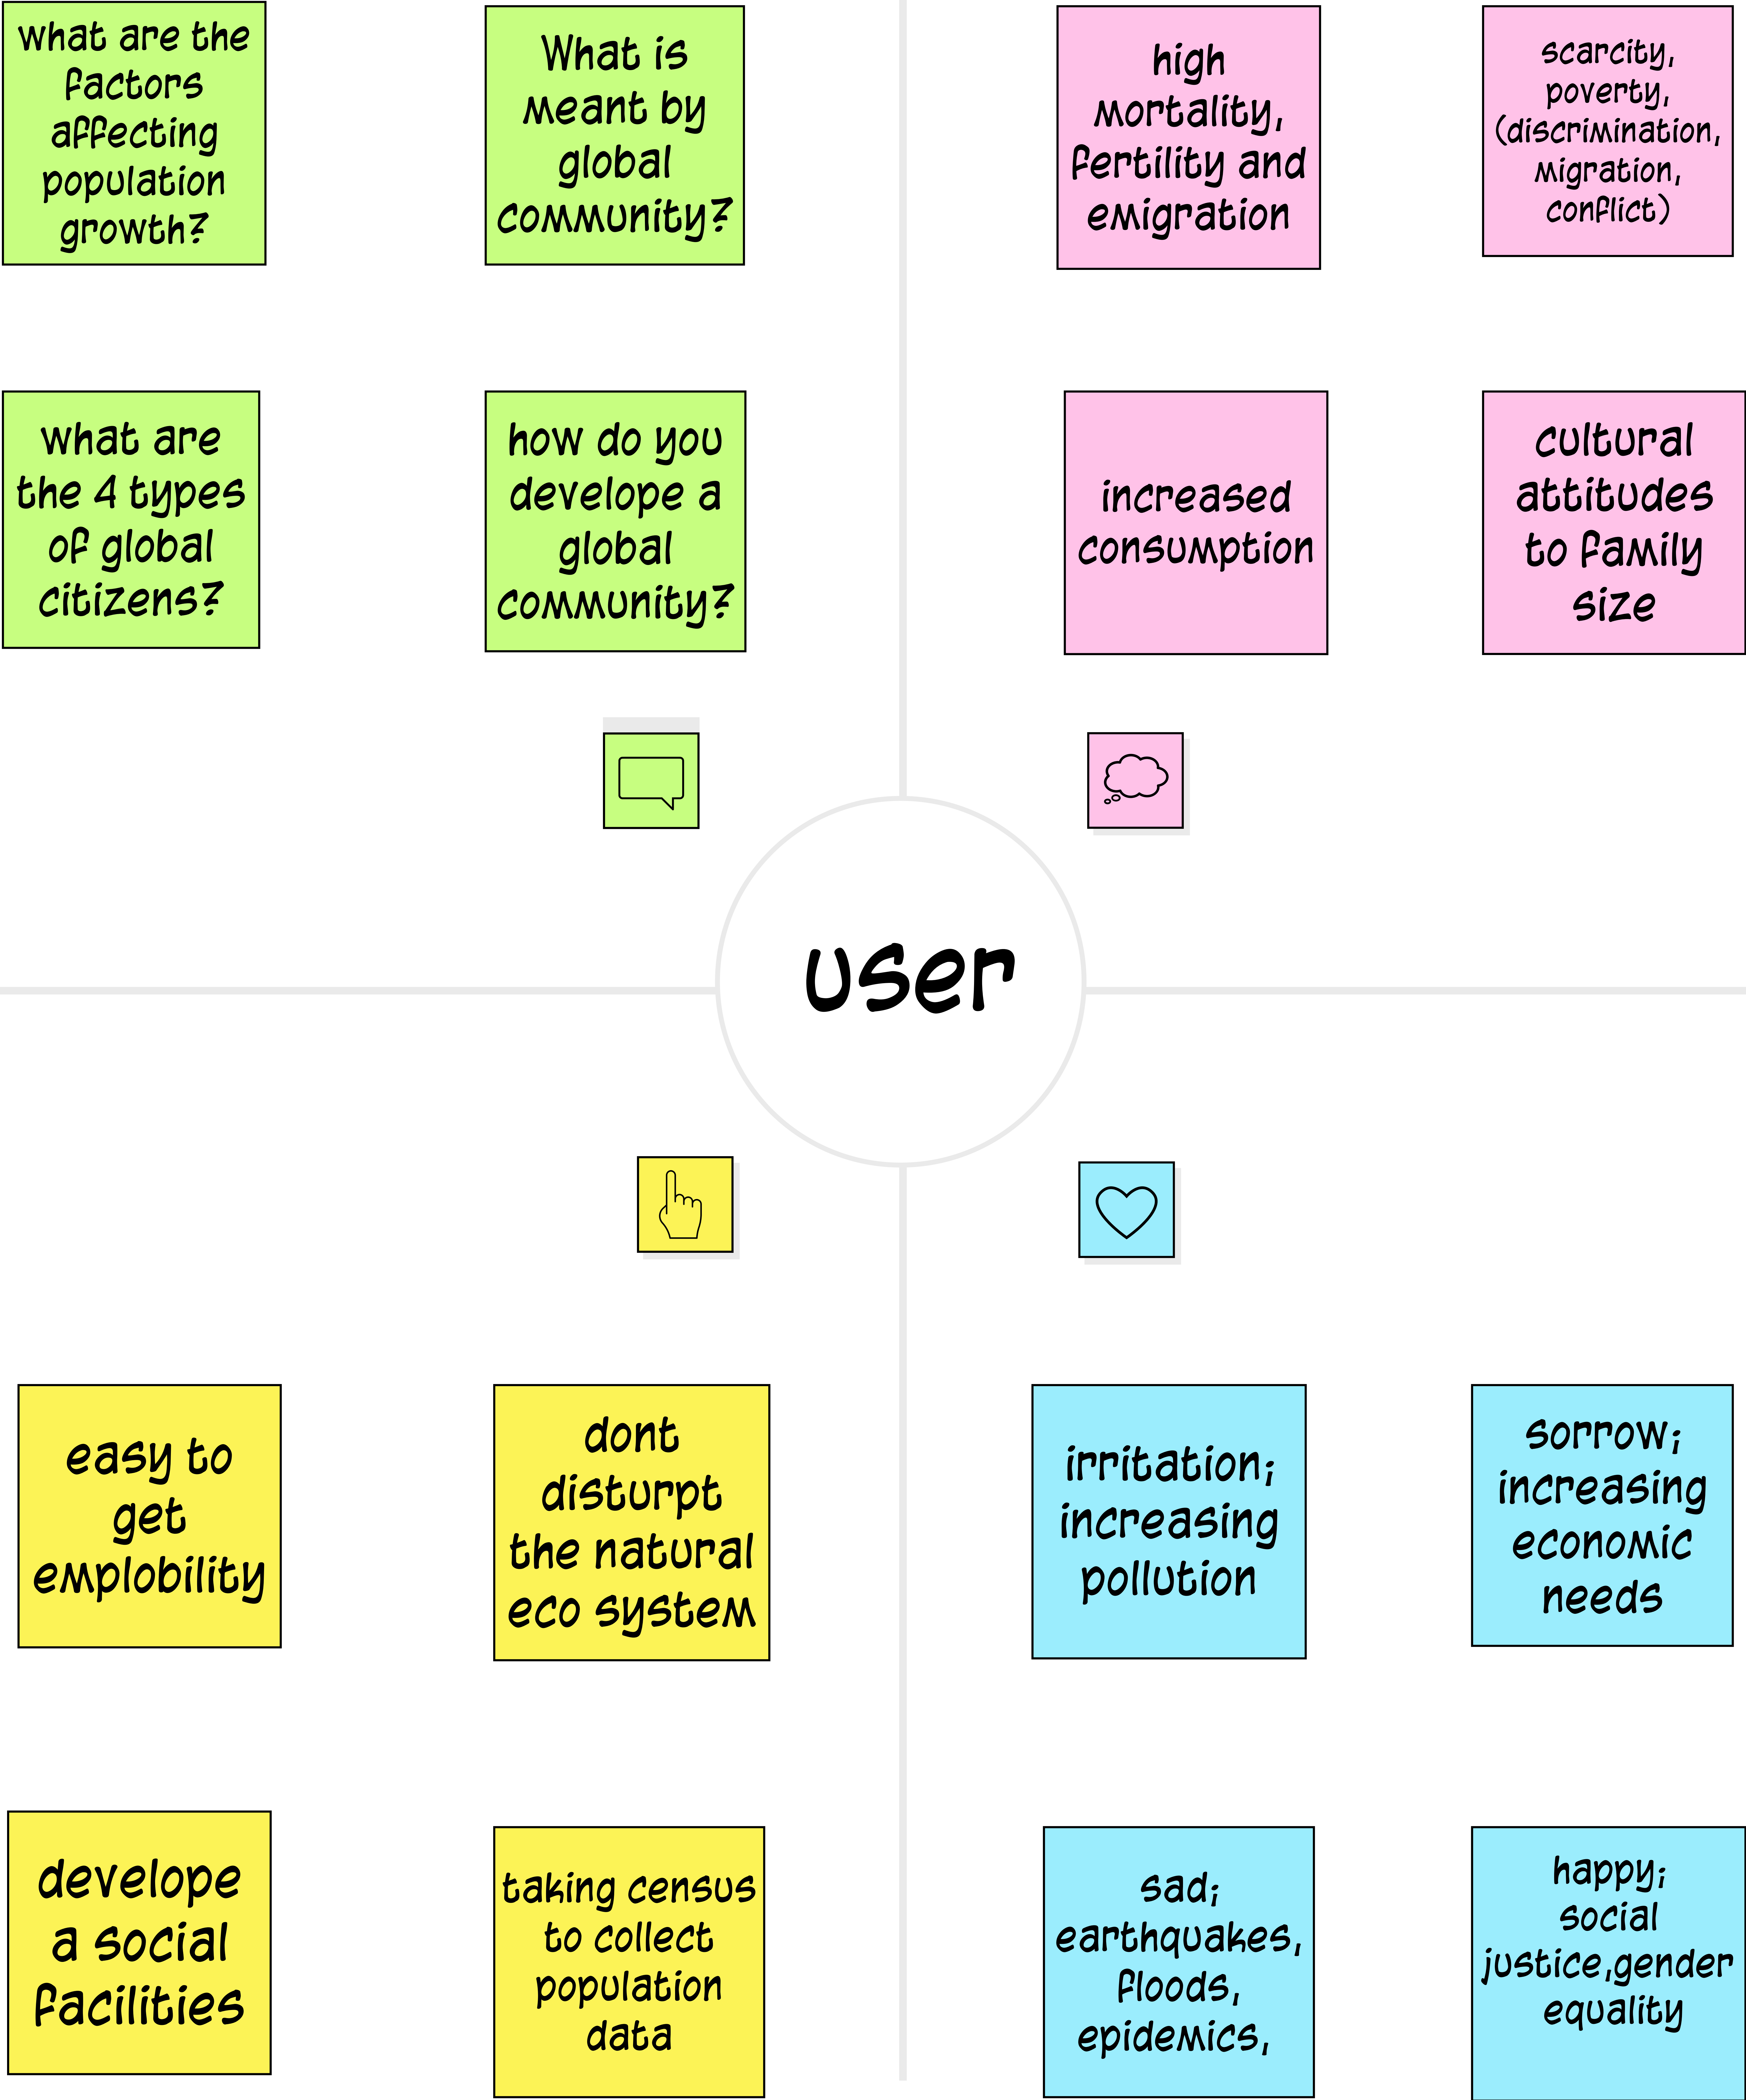 what are the
factors
affecting
population
growth?
What is
meant by
global
community?
high
mortality,
fertility and
emigration
scarcity,
poverty,
(discrimination,
migration,
conflict)
what are
the 4 types
of global
citizens?
how do you
develope a
global
community?
increased
consumption
cultural
attitudes
to family
size
user
easy to
get
emplobility
dont
disturpt
the natural
eco system
irritation;
increasing
pollution
sorrow;
increasing
economic
needs
develope
a social
facilities
taking census
to collect
population
data
sad;
earthquakes,
floods,
epidemics,
happy;
social
justice,gender
equality